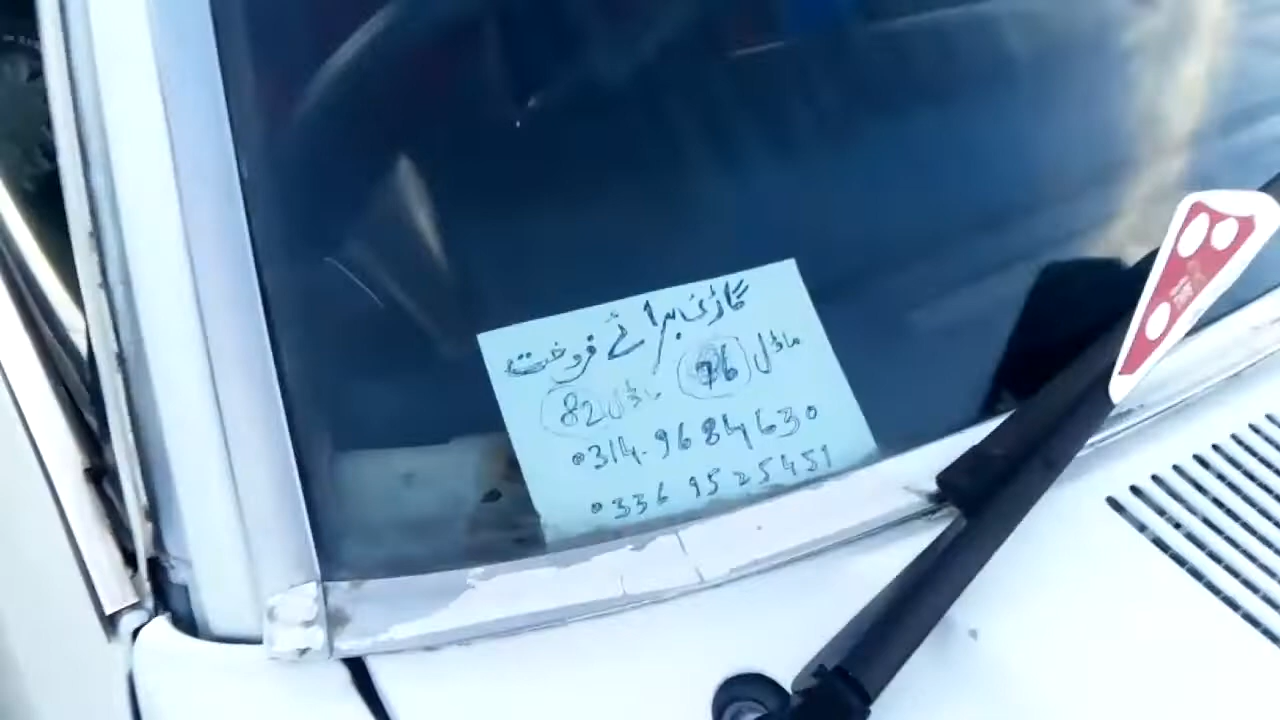 گاڑی برائے فروخت
ماڈل 76
ماڈل 82
0314-9684630
0336 9525451